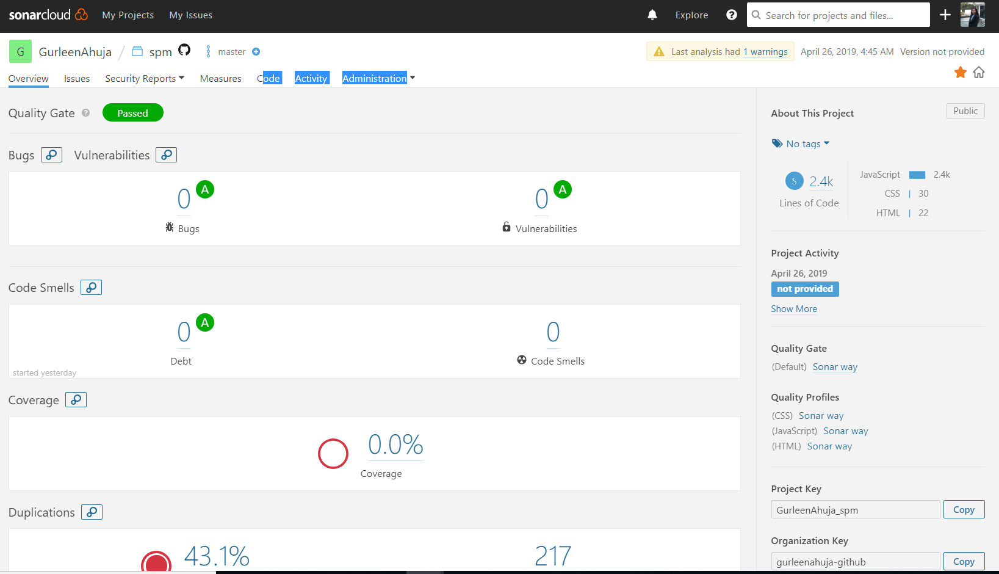 sonarcloud My Projects My Issues Explore Search for projects and files...
G GurleenAhuja / spm master Last analysis had 1 warnings April 26, 2019, 4:45 AM Version not provided
Overview Issues Security Reports Measures Code Activity Administration
Quality Gate ? Passed
Bugs Vulnerabilities
0 A
Bugs
0 A
Vulnerabilities
Code Smells
0 A
Debt
started yesterday
0
Code Smells
Coverage
0.0%
Coverage
Duplications
43.1%
217
About This Project Public
No tags
S 2.4k
Lines of Code
JavaScript 2.4k
CSS 30
HTML 22
Project Activity
April 26, 2019
not provided
Show More
Quality Gate
(Default) Sonar way
Quality Profiles
(CSS) Sonar way
(JavaScript) Sonar way
(HTML) Sonar way
Project Key
GurleenAhuja_spm Copy
Organization Key
gurleenahuja-github Copy